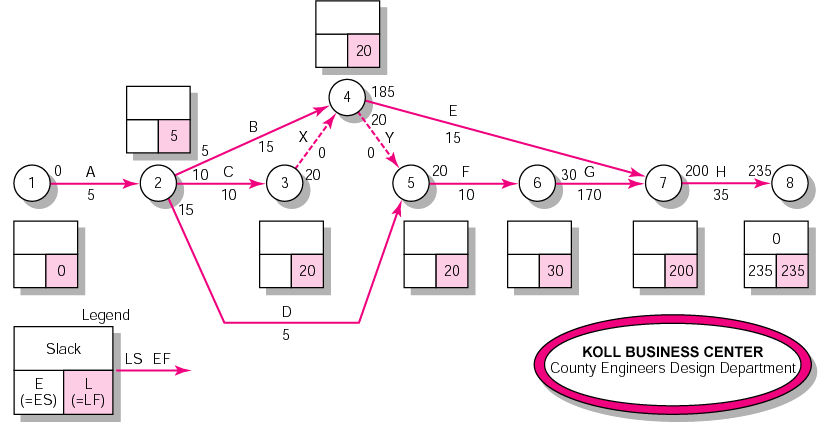 20
4
185
20
E
15
5
B
15
X
0
Y
0
5
1
0
A
5
2
10
C
10
15
3
20
5
20
F
10
6
30
G
170
7
200
H
35
235
8
0
20
20
30
200
0
235
235
D
5
Legend
Slack
E
(=ES)
L
(=LF)
LS EF
KOLL BUSINESS CENTER
County Engineers Design Department